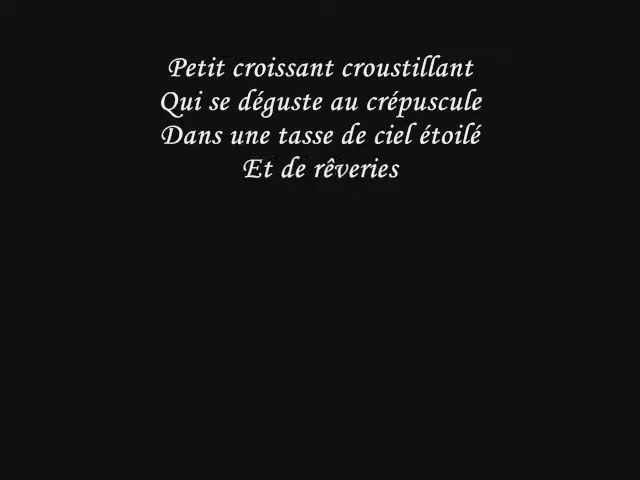 Petit croissant croustillant
Qui se déguste au crépuscule
Dans une tasse de ciel étoilé
Et de rêveries